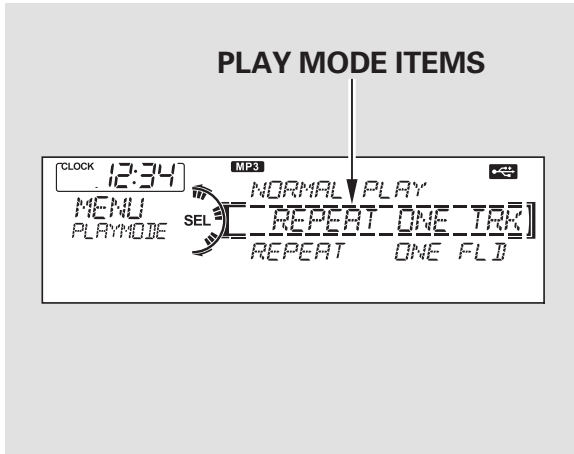 PLAY MODE ITEMS
CLOCK 12:34
MP3
NORMAL PLAY
MENU
PLAYMODE
SEL
REPEAT ONE TRK
REPEAT ONE FLD